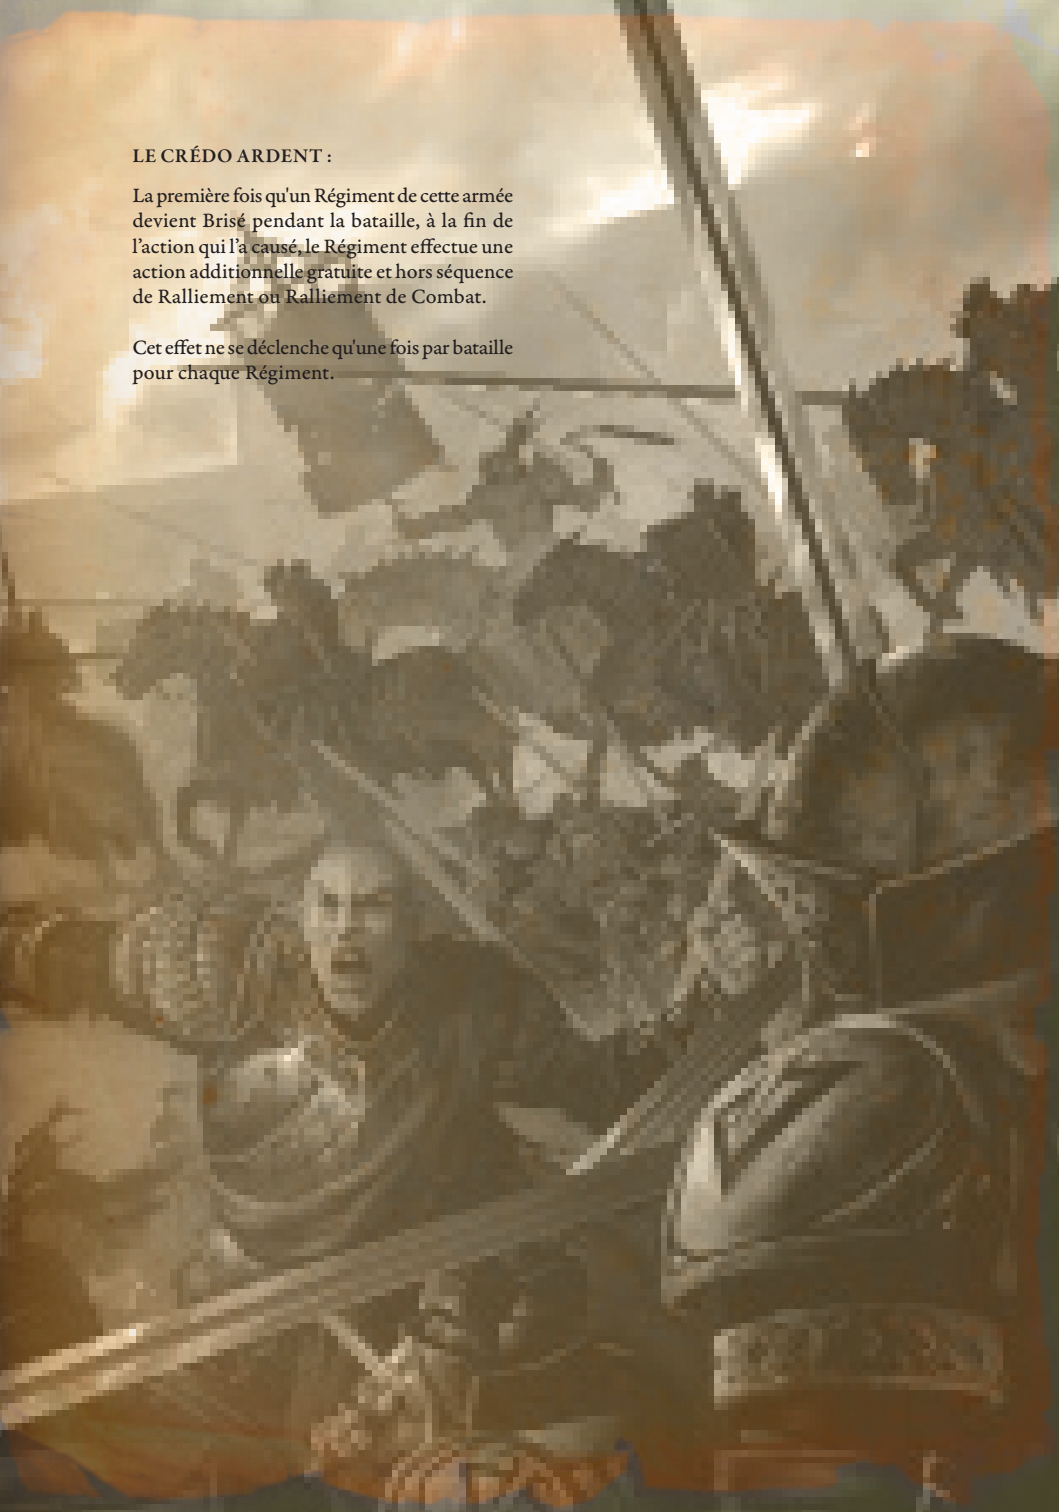 LE CRÉDO ARDENT :
La première fois qu'un Régiment de cette armée
devient Brisé pendant la bataille, à la fin de
l’action qui l’a causé, le Régiment effectue une
action additionnelle gratuite et hors séquence
de Ralliement ou Ralliement de Combat.
Cet effet ne se déclenche qu'une fois par bataille
pour chaque Régiment.